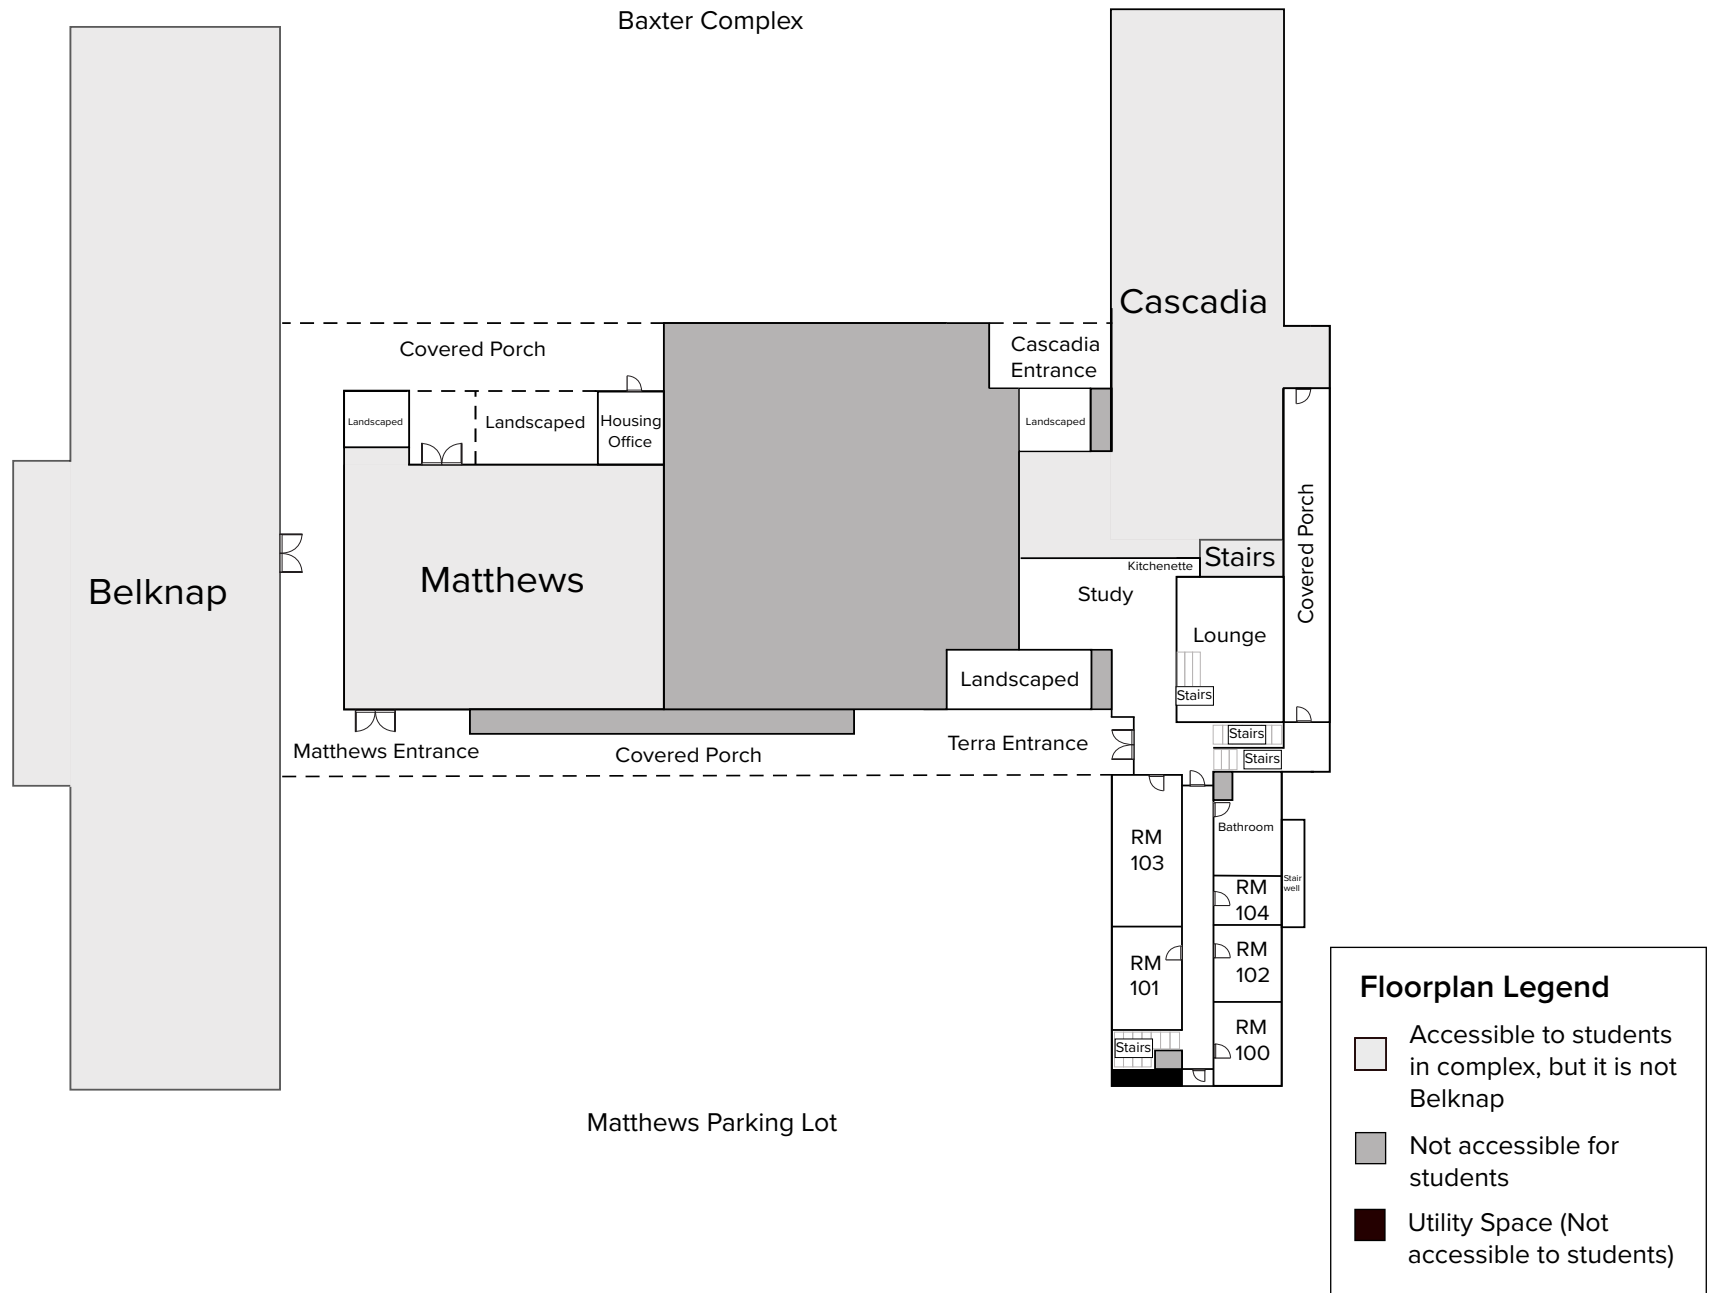 Baxter Complex
Cascadia
Covered Porch
Cascadia
Entrance
Landscaped
Landscaped
Housing
Office
Landscaped
Belknap
Matthews
Stairs
Kitchenette
Study
Lounge
Covered Porch
Stairs
Landscaped
Matthews Entrance
Covered Porch
Terra Entrance
Stairs
Stairs
RM
103
Bathroom
Stair
well
RM
104
RM
101
RM
102
RM
100
Stairs
Matthews Parking Lot
Floorplan Legend
Accessible to students
in complex, but it is not
Belknap
Not accessible for
students
Utility Space (Not
accessible to students)